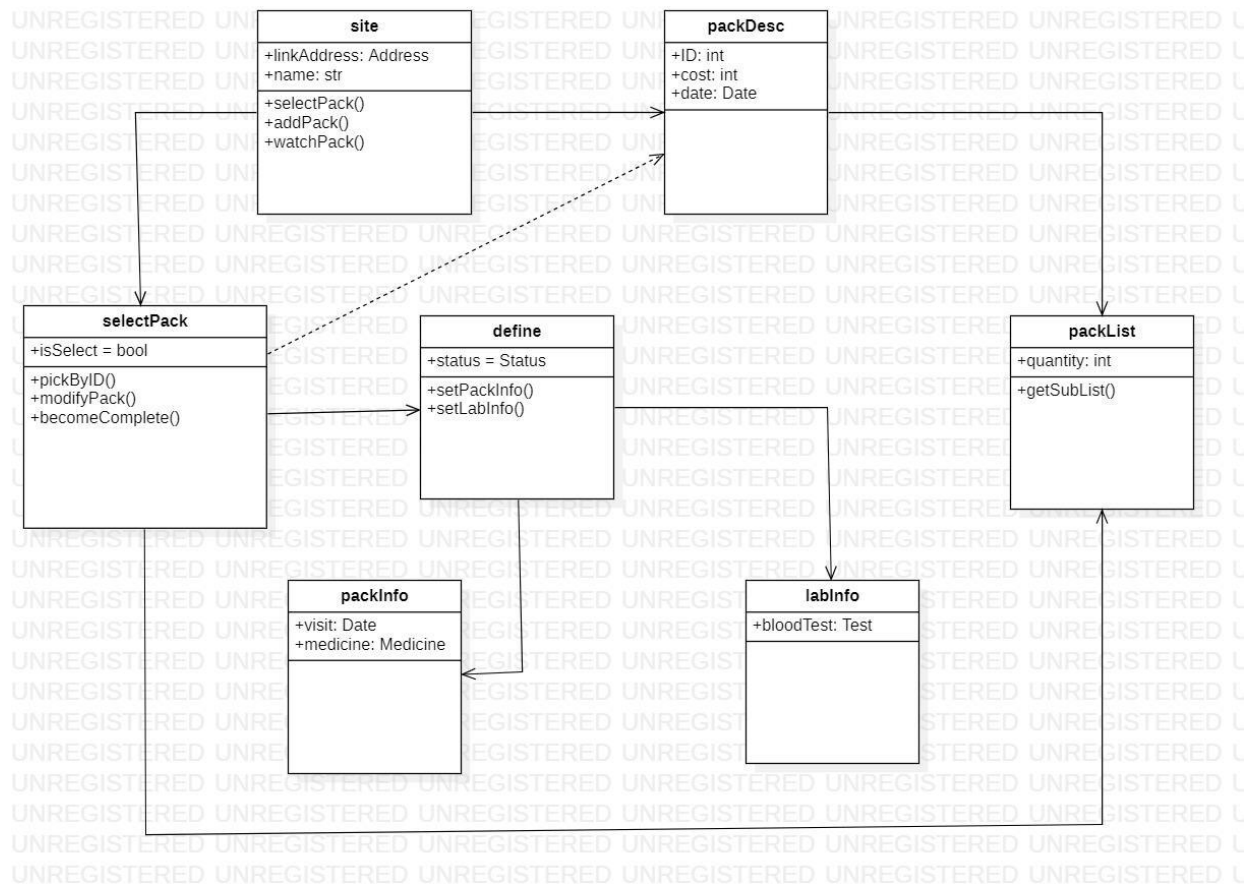 site
+linkAddress: Address
+name: str
+selectPack()
+addPack()
+watchPack()
packDesc
+ID: int
+cost: int
+date: Date
selectPack
+isSelect = bool
+pickByID()
+modifyPack()
+becomeComplete()
define
+status = Status
+setPackInfo()
+setLabInfo()
packList
+quantity: int
+getSubList()
packInfo
+visit: Date
+medicine: Medicine
labInfo
+bloodTest: Test
UNREGISTERED